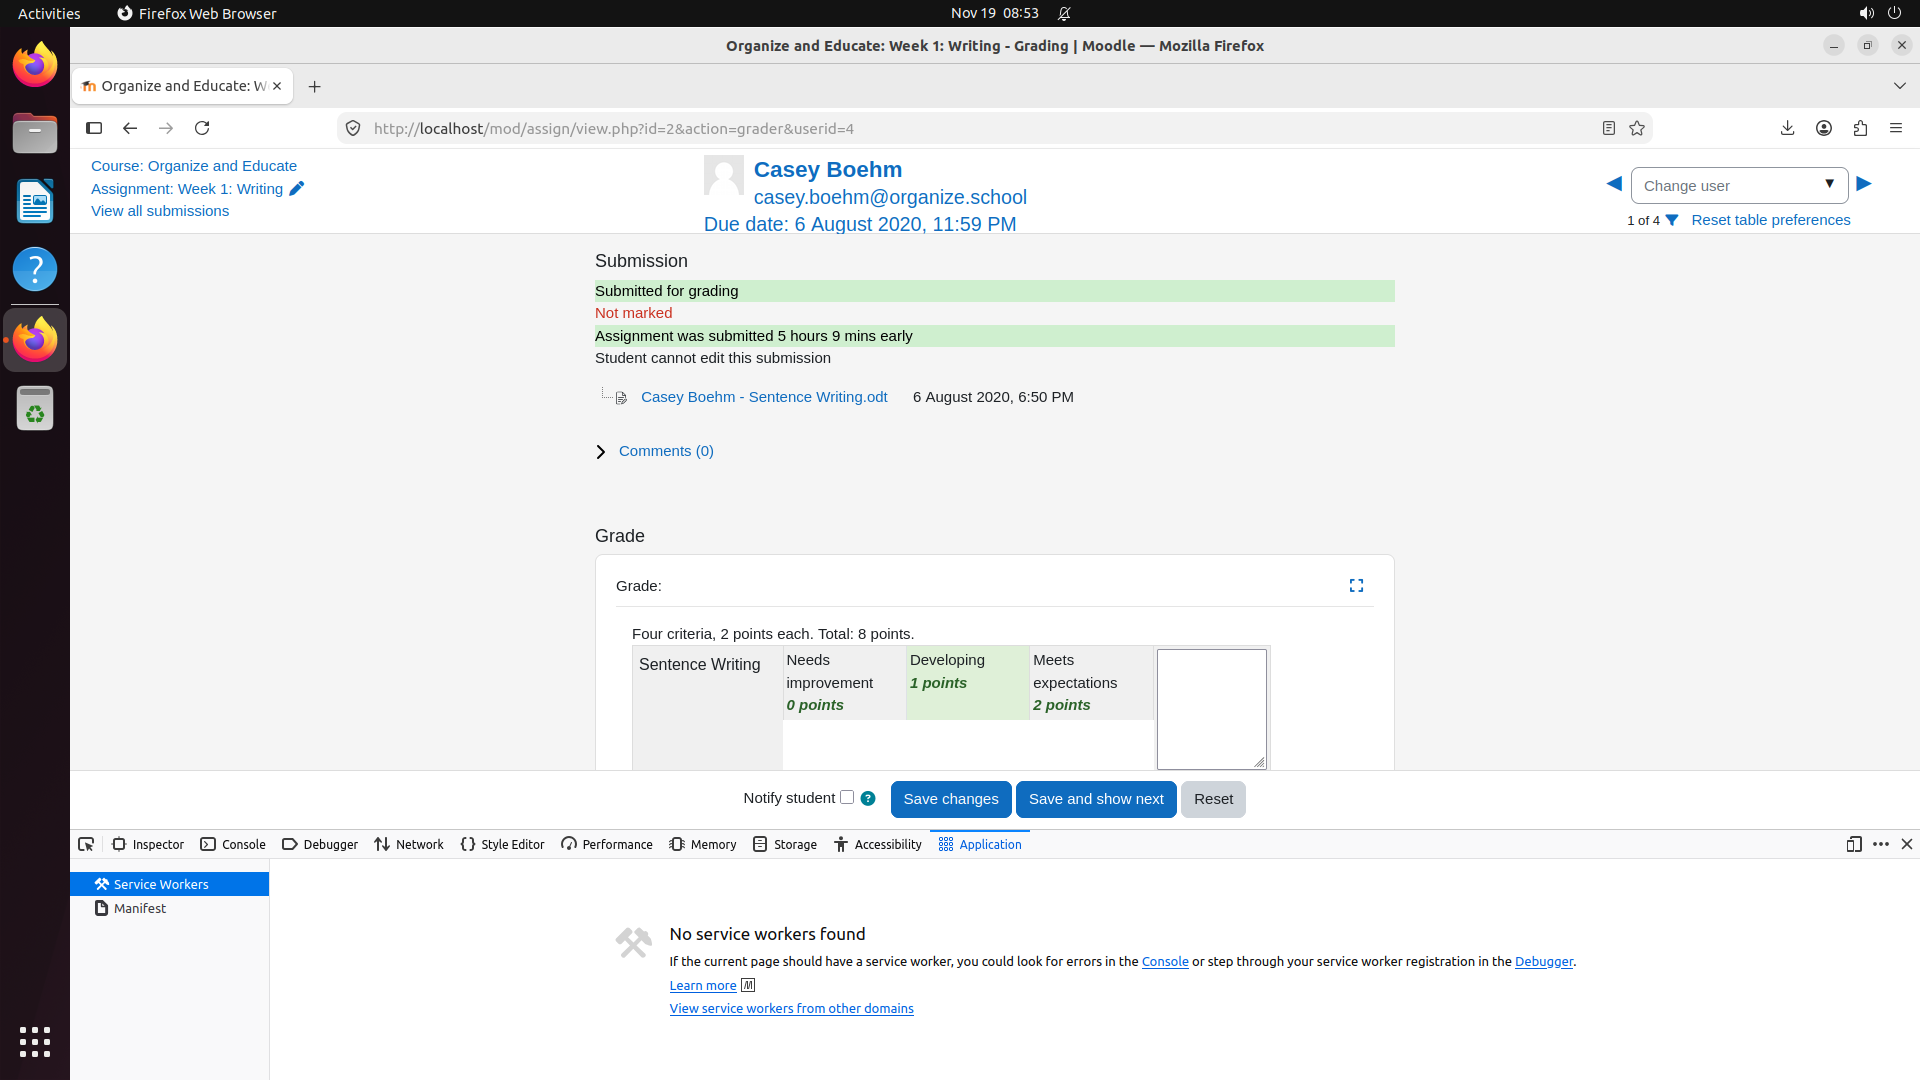 Activities
Firefox Web Browser
Nov 19 08:53
Organize and Educate: Week 1: Writing - Grading | Moodle — Mozilla Firefox
Organize and Educate: W
http://localhost/mod/assign/view.php?id=2&action=grader&userid=4
Course: Organize and Educate
Assignment: Week 1: Writing
View all submissions
Casey Boehm
casey.boehm@organize.school
Due date: 6 August 2020, 11:59 PM
Change user
1 of 4
Reset table preferences
Submission
Submitted for grading
Not marked
Assignment was submitted 5 hours 9 mins early
Student cannot edit this submission
Casey Boehm - Sentence Writing.odt 6 August 2020, 6:50 PM
Comments (0)
Grade
Grade:
Four criteria, 2 points each. Total: 8 points.
Sentence Writing
Needs improvement
0 points
Developing
1 points
Meets expectations
2 points
Notify student
Save changes
Save and show next
Reset
Inspector
Console
Debugger
Network
Style Editor
Performance
Memory
Storage
Accessibility
Application
Service Workers
Manifest
No service workers found
If the current page should have a service worker, you could look for errors in the Console or step through your service worker registration in the Debugger.
Learn more
View service workers from other domains